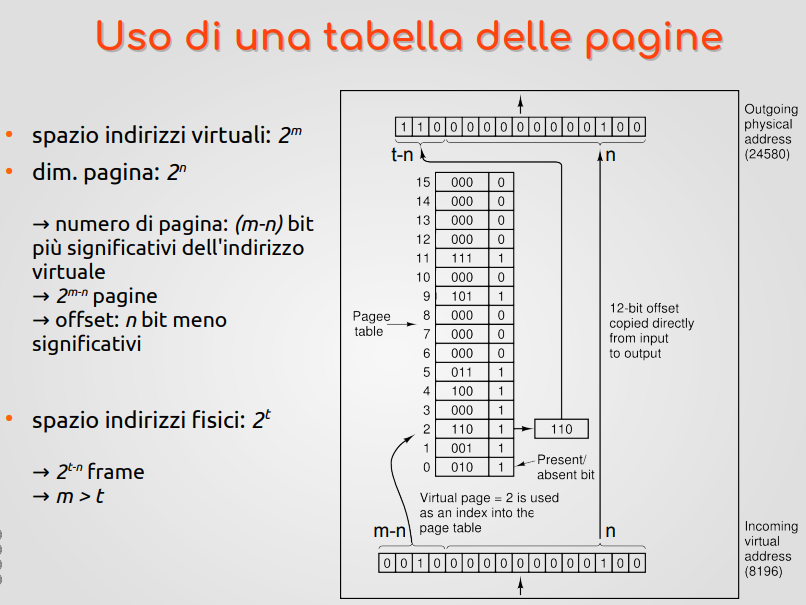 Uso di una tabella delle pagine
• spazio indirizzi virtuali: 2^m
• dim. pagina: 2^n
→ numero di pagina: (m-n) bit
più significativi dell'indirizzo
virtuale
→ 2^m-n pagine
→ offset: n bit meno
significativi
• spazio indirizzi fisici: 2^t
→ 2^t-n frame
→ m > t
1 1 0 0 0 0 0 0 0 0 0 0 1 0 0
Outgoing
physical
address
(24580)
t-n
n
15 000 0
14 000 0
13 000 0
12 000 0
11 111 1
10 000 0
9 101 1
8 000 0
7 000 0
6 000 0
5 011 1
4 100 1
3 000 1
2 110 1
1 001 1
0 010 1
Pagee
table
110
12-bit offset
copied directly
from input
to output
Present/
absent bit
Virtual page = 2 is used
as an index into the
page table
m-n
n
0 0 1 0 0 0 0 0 0 0 0 0 0 1 0 0
Incoming
virtual
address
(8196)